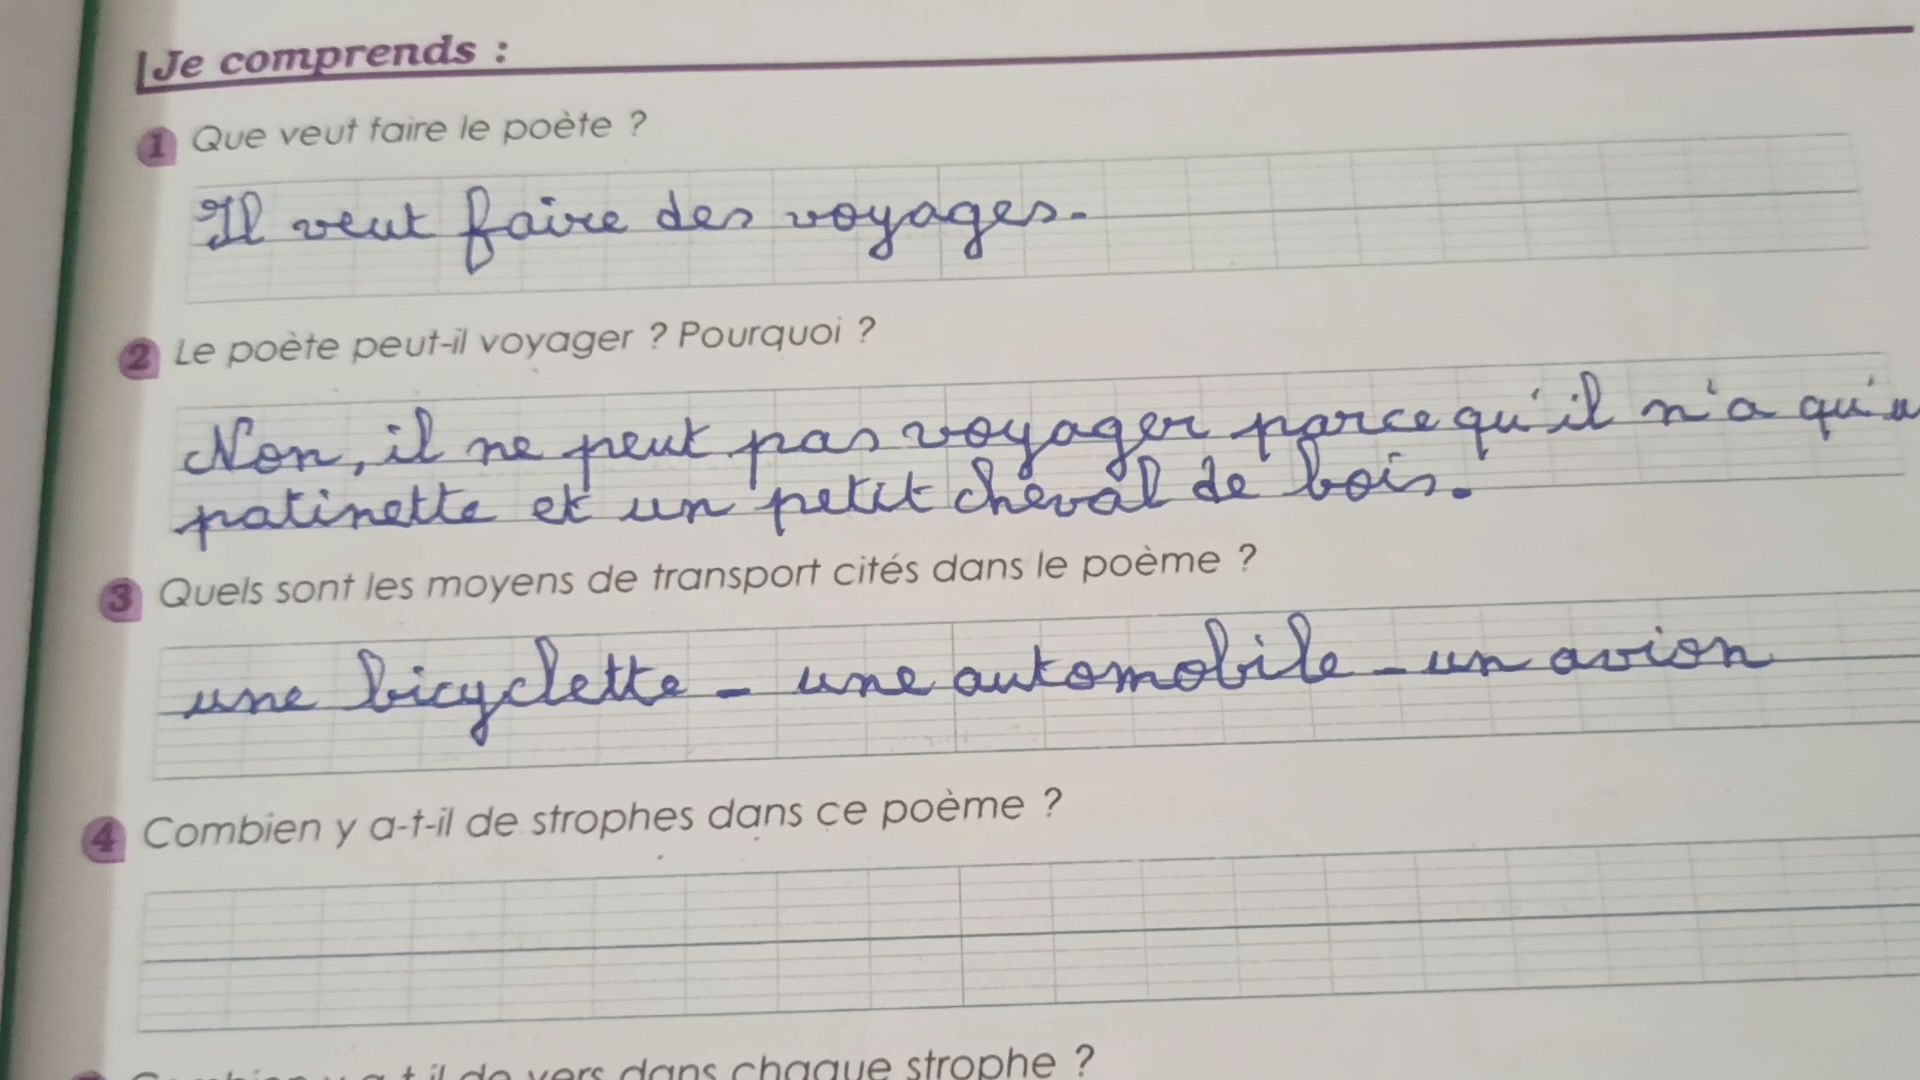 Je comprends :
1 Que veut faire le poète ?
Il veut faire des voyages.
2 Le poète peut-il voyager ? Pourquoi ?
Non, il ne peut pas voyager parce qu'il n'a qu'u
patinette et un petit cheval de bois.
3 Quels sont les moyens de transport cités dans le poème ?
une bicyclette - une automobile - un avion
4 Combien y a-t-il de strophes dans ce poème ?
Combien y a-t-il de vers dans chaque strophe ?